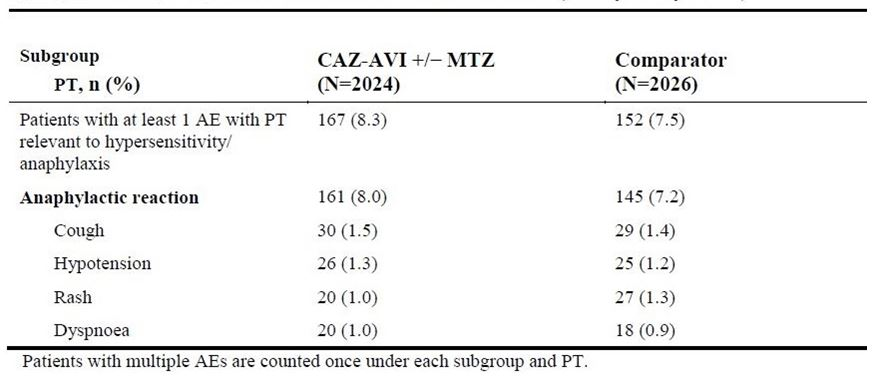 Subgroup
PT, n (%)
CAZ-AVI +/− MTZ
(N=2024)
Comparator
(N=2026)
Patients with at least 1 AE with PT
relevant to hypersensitivity/
anaphylaxis
167 (8.3)
152 (7.5)
Anaphylactic reaction
161 (8.0)
145 (7.2)
Cough
30 (1.5)
29 (1.4)
Hypotension
26 (1.3)
25 (1.2)
Rash
20 (1.0)
27 (1.3)
Dyspnoea
20 (1.0)
18 (0.9)
Patients with multiple AEs are counted once under each subgroup and PT.